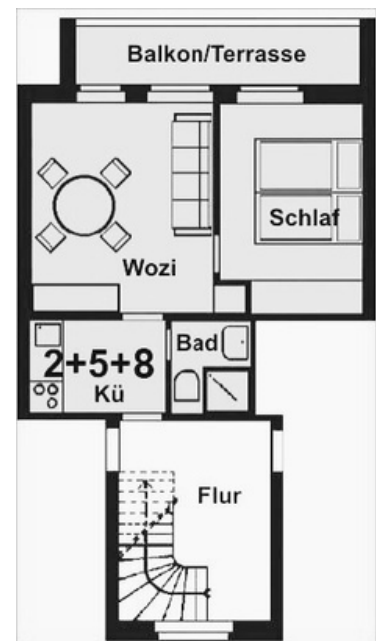 Balkon/Terrasse
Schlaf
Wozi
Bad
2+5+8
Kü
Flur